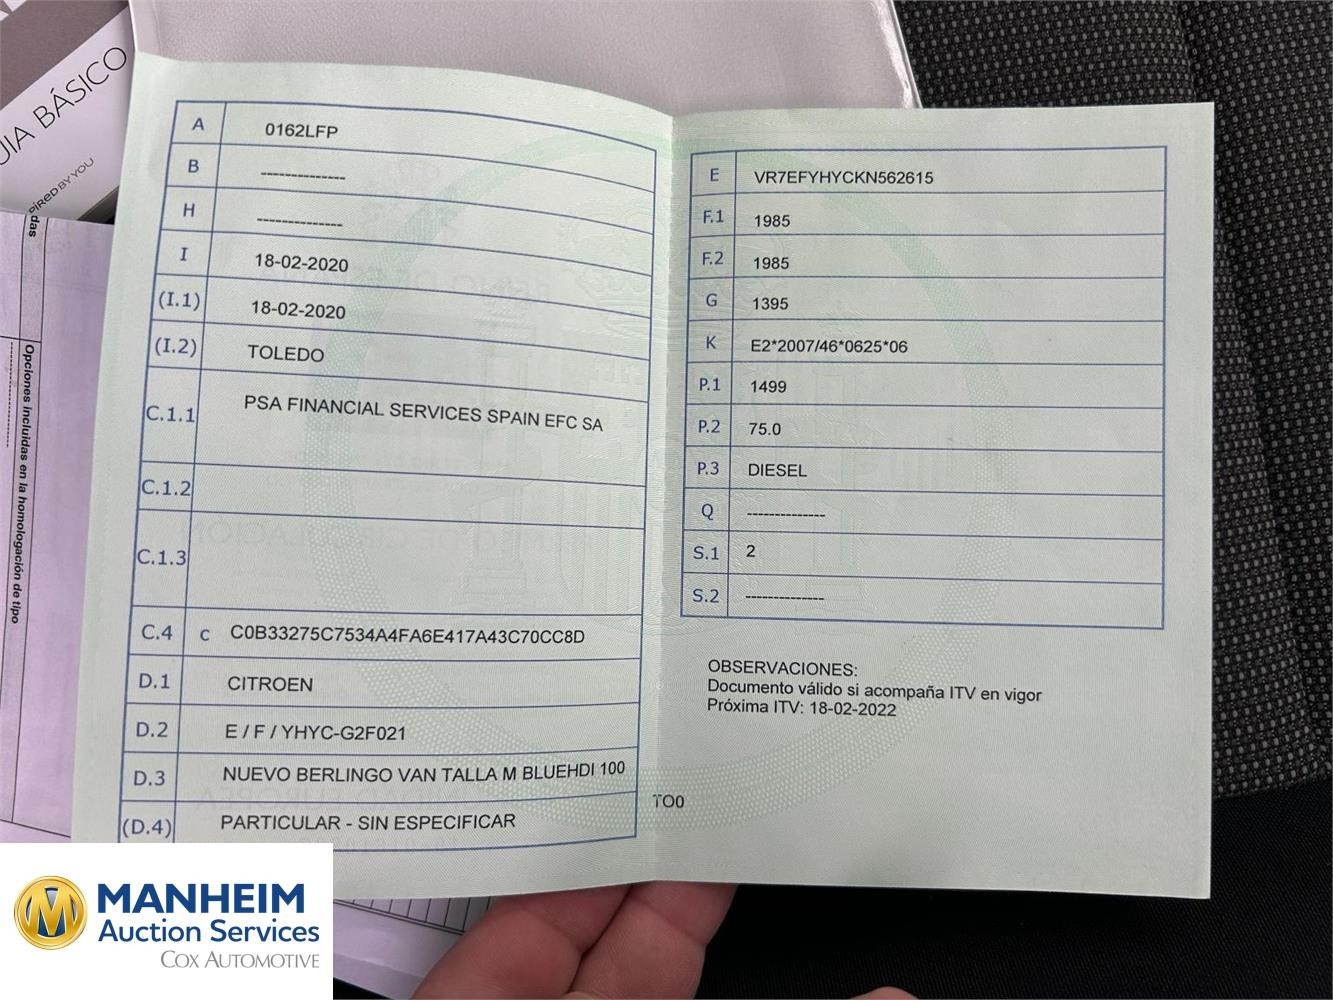 UIA BÁSICO
PIRED BY YOU
das
Opciones incluidas en la homologación de tipo
A 0162LFP
B --------------
H --------------
I 18-02-2020
(I.1) 18-02-2020
(I.2) TOLEDO
C.1.1 PSA FINANCIAL SERVICES SPAIN EFC SA
C.1.2
C.1.3
C.4 c C0B33275C7534A4FA6E417A43C70CC8D
D.1 CITROEN
D.2 E / F / YHYC-G2F021
D.3 NUEVO BERLINGO VAN TALLA M BLUEHDI 100
(D.4) PARTICULAR - SIN ESPECIFICAR
E VR7EFYHYCKN562615
F.1 1985
F.2 1985
G 1395
K E2*2007/46*0625*06
P.1 1499
P.2 75.0
P.3 DIESEL
Q --------------
S.1 2
S.2 --------------
OBSERVACIONES:
Documento válido si acompaña ITV en vigor
Próxima ITV: 18-02-2022
TO0
MANHEIM
Auction Services
COX AUTOMOTIVE